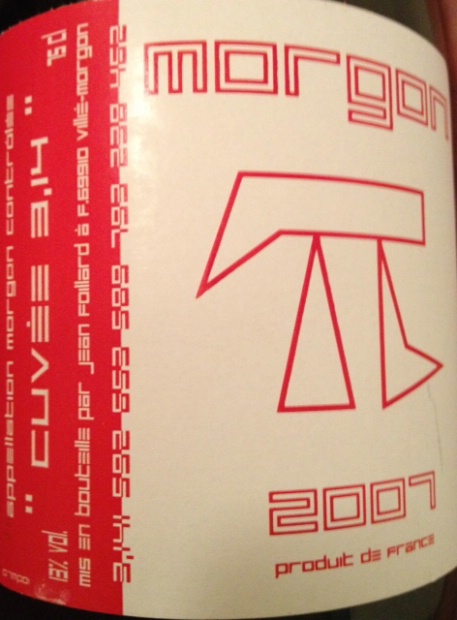 appellation morgon contrôlée
" CUVÉE 3,14 "
13% vol. 75 cl
mis en bouteille par Jean Foillard à F.69910 Villié-morgon
3,141 592 653 589 793 238 462
morgon
π
2007
produit de france